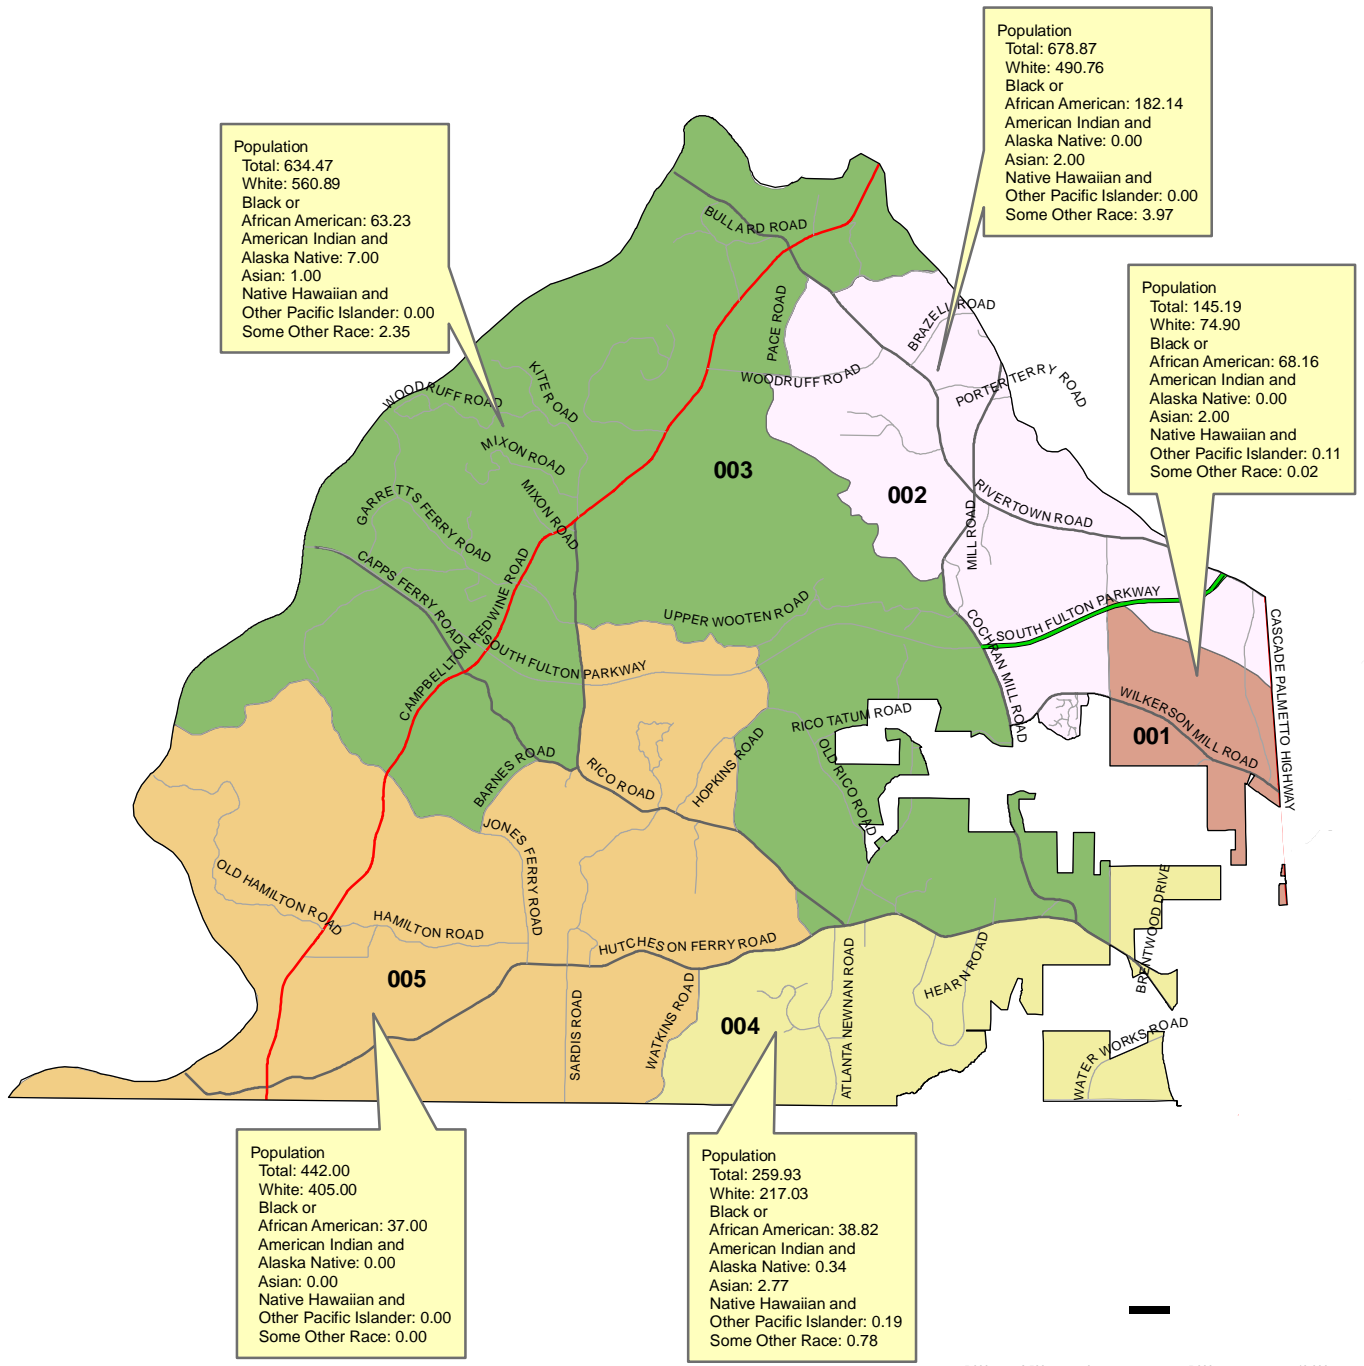 Population
Total: 678.87
White: 490.76
Black or
African American: 182.14
American Indian and
Alaska Native: 0.00
Asian: 2.00
Native Hawaiian and
Other Pacific Islander: 0.00
Some Other Race: 3.97
Population
Total: 634.47
White: 560.89
Black or
African American: 63.23
American Indian and
Alaska Native: 7.00
Asian: 1.00
Native Hawaiian and
Other Pacific Islander: 0.00
Some Other Race: 2.35
Population
Total: 145.19
White: 74.90
Black or
African American: 68.16
American Indian and
Alaska Native: 0.00
Asian: 2.00
Native Hawaiian and
Other Pacific Islander: 0.11
Some Other Race: 0.02
BULLARD ROAD
PACE ROAD
BRAZELL ROAD
WOODRUFF ROAD
PORTER TERRY ROAD
KITE ROAD
WOODRUFF ROAD
MIXON ROAD
MIXON ROAD
003
002
GARRETTS FERRY ROAD
RIVERTOWN ROAD
MILL ROAD
CAPPS FERRY ROAD
CAMPBELLTON REDWINE ROAD
UPPER WOOTEN ROAD
SOUTH FULTON PARKWAY
COCHRAN MILL ROAD
SOUTH FULTON PARKWAY
CASCADE PALMETTO HIGHWAY
WILKERSON MILL ROAD
001
RICO TATUM ROAD
OLD RICO ROAD
HOPKINS ROAD
RICO ROAD
BARNES ROAD
JONES FERRY ROAD
OLD HAMILTON ROAD
HAMILTON ROAD
HUTCHESON FERRY ROAD
BRENTWOOD DRIVE
HEARN ROAD
ATLANTA NEWNAN ROAD
005
004
SARDIS ROAD
WATKINS ROAD
WATER WORKS ROAD
Population
Total: 442.00
White: 405.00
Black or
African American: 37.00
American Indian and
Alaska Native: 0.00
Asian: 0.00
Native Hawaiian and
Other Pacific Islander: 0.00
Some Other Race: 0.00
Population
Total: 259.93
White: 217.03
Black or
African American: 38.82
American Indian and
Alaska Native: 0.34
Asian: 2.77
Native Hawaiian and
Other Pacific Islander: 0.19
Some Other Race: 0.78